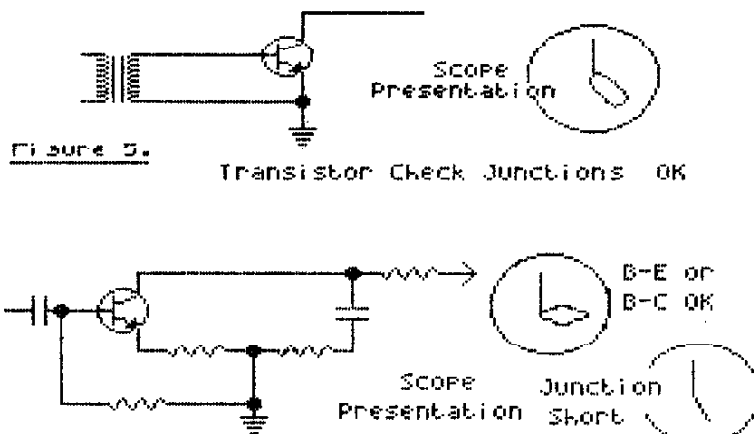 Scope
Presentation
Figure 5.
Transistor Check Junctions OK
B-E or
B-C OK
Scope
Presentation
Junction
Short